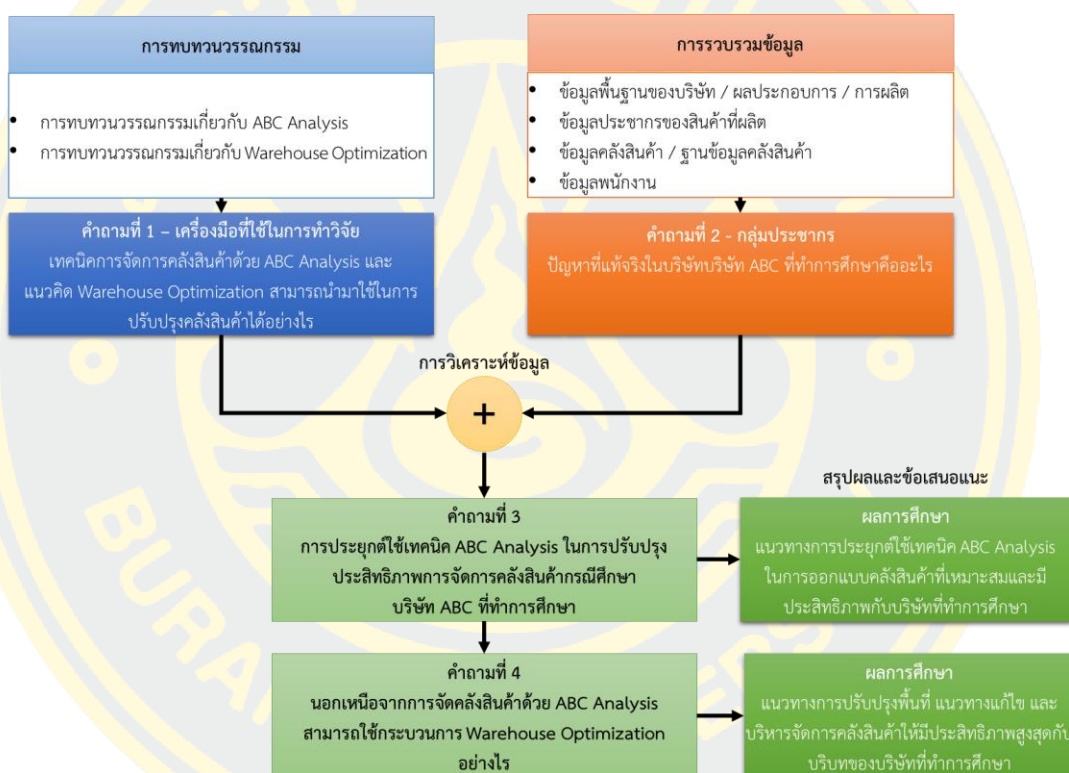 การทบทวนวรรณกรรม
• การทบทวนวรรณกรรมเกี่ยวกับ ABC Analysis
• การทบทวนวรรณกรรมเกี่ยวกับ Warehouse Optimization
คำถามที่ 1 – เครื่องมือที่ใช้ในการทำวิจัย
เทคนิคการจัดการคลังสินค้าด้วย ABC Analysis และ
แนวคิด Warehouse Optimization สามารถนำมาใช้ในการ
ปรับปรุงคลังสินค้าได้อย่างไร
การรวบรวมข้อมูล
• ข้อมูลพื้นฐานของบริษัท / ผลประกอบการ / การผลิต
• ข้อมูลประชากรของสินค้าที่ผลิต
• ข้อมูลคลังสินค้า / ฐานข้อมูลคลังสินค้า
• ข้อมูลพนักงาน
คำถามที่ 2 - กลุ่มประชากร
ปัญหาที่แท้จริงในบริษัทบริษัท ABC ที่ทำการศึกษาคืออะไร
การวิเคราะห์ข้อมูล
+
คำถามที่ 3
การประยุกต์ใช้เทคนิค ABC Analysis ในการปรับปรุง
ประสิทธิภาพการจัดการคลังสินค้ากรณีศึกษา
บริษัท ABC ที่ทำการศึกษา
สรุปผลและข้อเสนอแนะ
ผลการศึกษา
แนวทางการประยุกต์ใช้เทคนิค ABC Analysis
ในการออกแบบคลังสินค้าที่เหมาะสมและมี
ประสิทธิภาพกับบริษัทที่ทำการศึกษา
คำถามที่ 4
นอกเหนือจากการจัดคลังสินค้าด้วย ABC Analysis
สามารถใช้กระบวนการ Warehouse Optimization
อย่างไร
ผลการศึกษา
แนวทางการปรับปรุงพื้นที่ แนวทางแก้ไข และ
บริหารจัดการคลังสินค้าให้มีประสิทธิภาพสูงสุดกับ
บริบทของบริษัทที่ทำการศึกษา